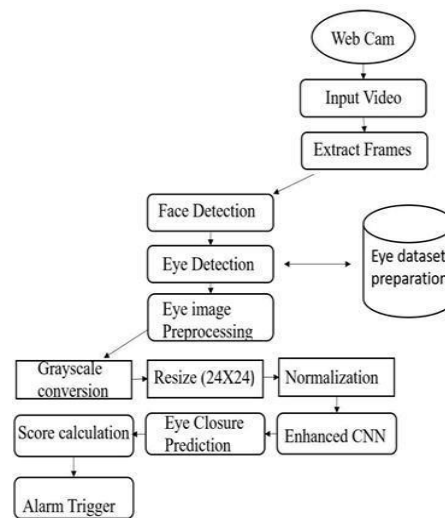 Web Cam
Input Video
Extract Frames
Face Detection
Eye Detection
Eye dataset
preparation
Eye image
Preprocessing
Grayscale
conversion
Resize (24X24)
Normalization
Enhanced CNN
Eye Closure
Prediction
Score calculation
Alarm Trigger